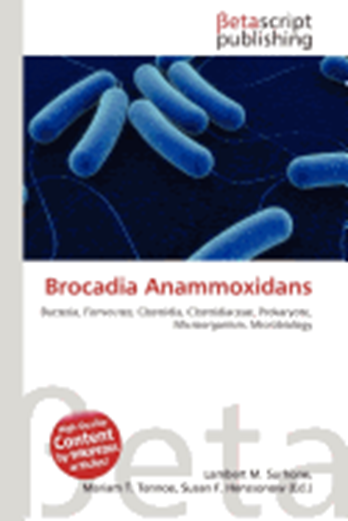 βetascript
publishing
Brocadia Anammoxidans
Bacteria, Firmicutes, Clostridia, Clostridiaceae, Prokaryote,
Microorganism, Microbiology
High Quality
Content
by WIKIPEDIA
articles!
Lambert M. Surhone,
Mariam T. Tennoe, Susan F. Henssonow (Ed.)
βeta